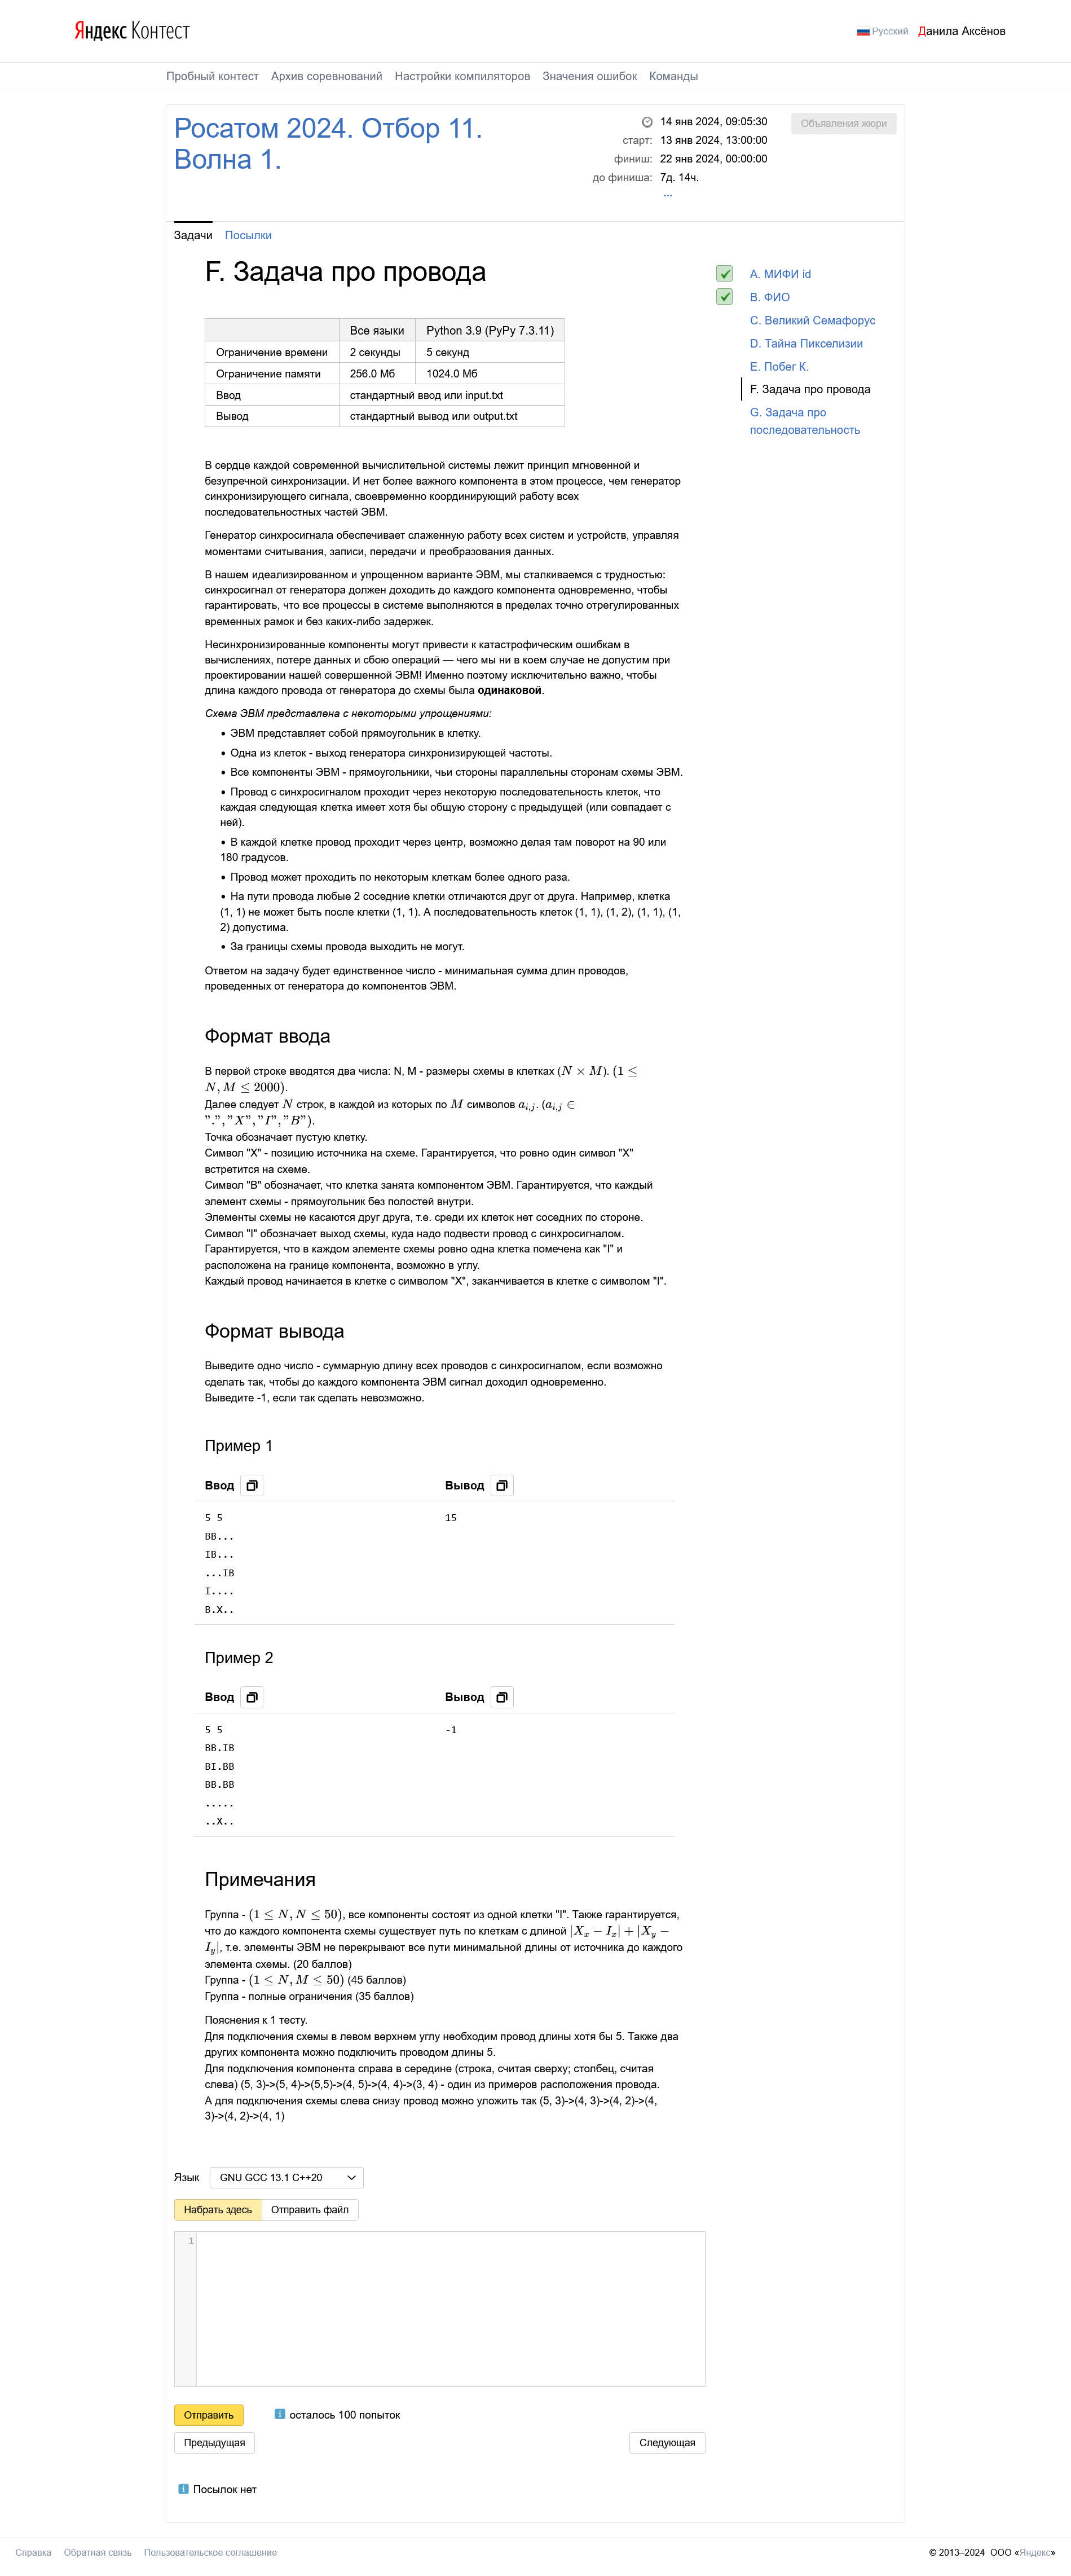 Яндекс Контест
Русский Данила Аксёнов
Пробный контест Архив соревнований Настройки компиляторов Значения ошибок Команды
Росатом 2024. Отбор 11.
Волна 1.
14 янв 2024, 09:05:30
старт: 13 янв 2024, 13:00:00
финиш: 22 янв 2024, 00:00:00
до финиша: 7д. 14ч.
...
Объявления жюри
Задачи Посылки
F. Задача про провода
Все языки Python 3.9 (PyPy 7.3.11)
Ограничение времени 2 секунды 5 секунд
Ограничение памяти 256.0 Мб 1024.0 Мб
Ввод стандартный ввод или input.txt
Вывод стандартный вывод или output.txt
A. МИФИ id
B. ФИО
C. Великий Семафорус
D. Тайна Пикселизии
E. Побег К.
F. Задача про провода
G. Задача про
последовательность
В сердце каждой современной вычислительной системы лежит принцип мгновенной и
безупречной синхронизации. И нет более важного компонента в этом процессе, чем генератор
синхронизирующего сигнала, своевременно координирующий работу всех
последовательностных частей ЭВМ.
Генератор синхросигнала обеспечивает слаженную работу всех систем и устройств, управляя
моментами считывания, записи, передачи и преобразования данных.
В нашем идеализированном и упрощенном варианте ЭВМ, мы сталкиваемся с трудностью:
синхросигнал от генератора должен доходить до каждого компонента одновременно, чтобы
гарантировать, что все процессы в системе выполняются в пределах точно отрегулированных
временных рамок и без каких-либо задержек.
Несинхронизированные компоненты могут привести к катастрофическим ошибкам в
вычислениях, потере данных и сбою операций — чего мы ни в коем случае не допустим при
проектировании нашей совершенной ЭВМ! Именно поэтому исключительно важно, чтобы
длина каждого провода от генератора до схемы была одинаковой.
Схема ЭВМ представлена с некоторыми упрощениями:
• ЭВМ представляет собой прямоугольник в клетку.
• Одна из клеток - выход генератора синхронизирующей частоты.
• Все компоненты ЭВМ - прямоугольники, чьи стороны параллельны сторонам схемы ЭВМ.
• Провод с синхросигналом проходит через некоторую последовательность клеток, что
каждая следующая клетка имеет хотя бы общую сторону с предыдущей (или совпадает с
ней).
• В каждой клетке провод проходит через центр, возможно делая там поворот на 90 или
180 градусов.
• Провод может проходить по некоторым клеткам более одного раза.
• На пути провода любые 2 соседние клетки отличаются друг от друга. Например, клетка
(1, 1) не может быть после клетки (1, 1). А последовательность клеток (1, 1), (1, 2), (1, 1), (1,
2) допустима.
• За границы схемы провода выходить не могут.
Ответом на задачу будет единственное число - минимальная сумма длин проводов,
проведенных от генератора до компонентов ЭВМ.
Формат ввода
В первой строке вводятся два числа: N, M - размеры схемы в клетках (N × M). (1 ≤
N, M ≤ 2000).
Далее следует N строк, в каждой из которых по M символов a_{i,j}. (a_{i,j} ∈
".", "X", "I", "B").
Точка обозначает пустую клетку.
Символ "X" - позицию источника на схеме. Гарантируется, что ровно один символ "X"
встретится на схеме.
Символ "B" обозначает, что клетка занята компонентом ЭВМ. Гарантируется, что каждый
элемент схемы - прямоугольник без полостей внутри.
Элементы схемы не касаются друг друга, т.е. среди их клеток нет соседних по стороне.
Символ "I" обозначает выход схемы, куда надо подвести провод с синхросигналом.
Гарантируется, что в каждом элементе схемы ровно одна клетка помечена как "I" и
расположена на границе компонента, возможно в углу.
Каждый провод начинается в клетке с символом "X", заканчивается в клетке с символом "I".
Формат вывода
Выведите одно число - суммарную длину всех проводов с синхросигналом, если возможно
сделать так, чтобы до каждого компонента ЭВМ сигнал доходил одновременно.
Выведите -1, если так сделать невозможно.
Пример 1
Ввод Вывод
5 5 15
BB...
IB...
...IB
I....
B.X..
Пример 2
Ввод Вывод
5 5 -1
BB.IB
BI.BB
BB.BB
.....
..X..
Примечания
Группа - (1 ≤ N, N ≤ 50), все компоненты состоят из одной клетки "I". Также гарантируется,
что до каждого компонента схемы существует путь по клеткам с длиной |X_x − I_x| + |X_y −
I_y|, т.е. элементы ЭВМ не перекрывают все пути минимальной длины от источника до каждого
элемента схемы. (20 баллов)
Группа - (1 ≤ N, M ≤ 50) (45 баллов)
Группа - полные ограничения (35 баллов)
Пояснения к 1 тесту.
Для подключения схемы в левом верхнем углу необходим провод длины хотя бы 5. Также два
других компонента можно подключить проводом длины 5.
Для подключения компонента справа в середине (строка, считая сверху; столбец, считая
слева) (5, 3)->(5, 4)->(5,5)->(4, 5)->(4, 4)->(3, 4) - один из примеров расположения провода.
А для подключения схемы слева снизу провод можно уложить так (5, 3)->(4, 3)->(4, 2)->(4,
3)->(4, 2)->(4, 1)
Язык GNU GCC 13.1 C++20
Набрать здесь Отправить файл
1
Отправить осталось 100 попыток
Предыдущая Следующая
Посылок нет
Справка Обратная связь Пользовательское соглашение © 2013–2024 ООО «Яндекс»